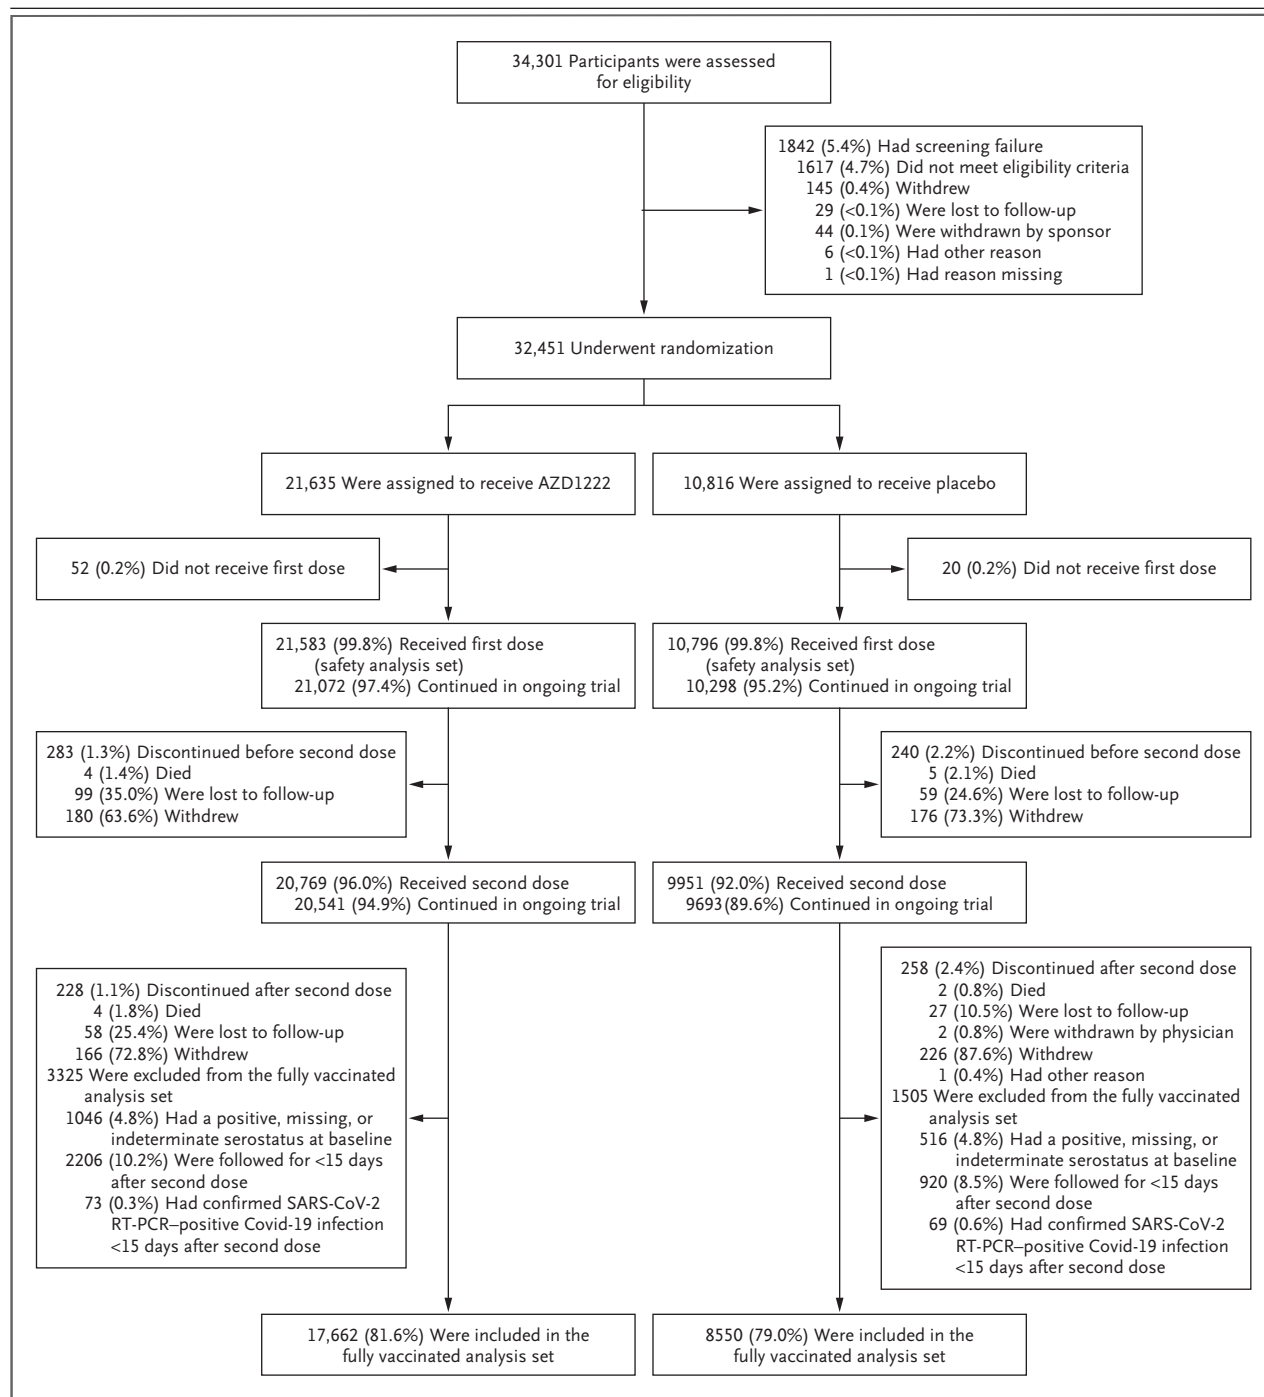 34,301 Participants were assessed
for eligibility
1842 (5.4%) Had screening failure
1617 (4.7%) Did not meet eligibility criteria
145 (0.4%) Withdrew
29 (<0.1%) Were lost to follow-up
44 (0.1%) Were withdrawn by sponsor
6 (<0.1%) Had other reason
1 (<0.1%) Had reason missing
32,451 Underwent randomization
21,635 Were assigned to receive AZD1222
10,816 Were assigned to receive placebo
52 (0.2%) Did not receive first dose
20 (0.2%) Did not receive first dose
21,583 (99.8%) Received first dose
(safety analysis set)
21,072 (97.4%) Continued in ongoing trial
10,796 (99.8%) Received first dose
(safety analysis set)
10,298 (95.2%) Continued in ongoing trial
283 (1.3%) Discontinued before second dose
4 (1.4%) Died
99 (35.0%) Were lost to follow-up
180 (63.6%) Withdrew
240 (2.2%) Discontinued before second dose
5 (2.1%) Died
59 (24.6%) Were lost to follow-up
176 (73.3%) Withdrew
20,769 (96.0%) Received second dose
20,541 (94.9%) Continued in ongoing trial
9951 (92.0%) Received second dose
9693(89.6%) Continued in ongoing trial
228 (1.1%) Discontinued after second dose
4 (1.8%) Died
58 (25.4%) Were lost to follow-up
166 (72.8%) Withdrew
3325 Were excluded from the fully vaccinated
analysis set
1046 (4.8%) Had a positive, missing, or
indeterminate serostatus at baseline
2206 (10.2%) Were followed for <15 days
after second dose
73 (0.3%) Had confirmed SARS-CoV-2
RT-PCR–positive Covid-19 infection
<15 days after second dose
258 (2.4%) Discontinued after second dose
2 (0.8%) Died
27 (10.5%) Were lost to follow-up
2 (0.8%) Were withdrawn by physician
226 (87.6%) Withdrew
1 (0.4%) Had other reason
1505 Were excluded from the fully vaccinated
analysis set
516 (4.8%) Had a positive, missing, or
indeterminate serostatus at baseline
920 (8.5%) Were followed for <15 days
after second dose
69 (0.6%) Had confirmed SARS-CoV-2
RT-PCR–positive Covid-19 infection
<15 days after second dose
17,662 (81.6%) Were included in the
fully vaccinated analysis set
8550 (79.0%) Were included in the
fully vaccinated analysis set